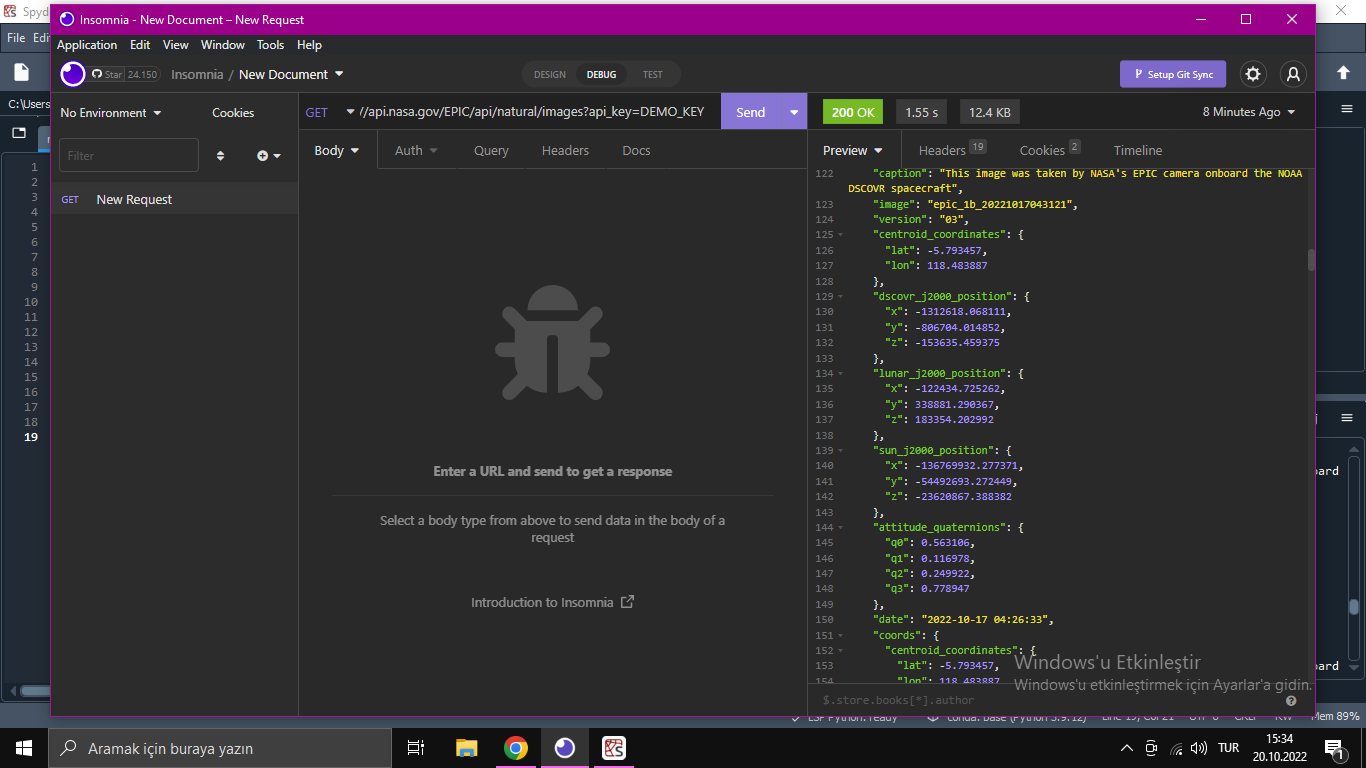 Spyd
Insomnia - New Document – New Request
File Edi
Application Edit View Window Tools Help
Star 24.150 Insomnia / New Document DESIGN DEBUG TEST Setup Git Sync
C:\Users
No Environment Cookies GET //api.nasa.gov/EPIC/api/natural/images?api_key=DEMO_KEY Send 200 OK 1.55 s 12.4 KB 8 Minutes Ago
Filter Body Auth Query Headers Docs Preview Headers 19 Cookies 2 Timeline
GET New Request
1
2
3
4
5
6
7
8
9
10
11
12
13
14
15
16
17
18
19
Enter a URL and send to get a response
Select a body type from above to send data in the body of a
request
Introduction to Insomnia
122 "caption": "This image was taken by NASA's EPIC camera onboard the NOAA
DSCOVR spacecraft",
123 "image": "epic_1b_20221017043121",
124 "version": "03",
125 "centroid_coordinates": {
126 "lat": -5.793457,
127 "lon": 118.483887
128 },
129 "dscovr_j2000_position": {
130 "x": -1312618.068111,
131 "y": -806704.014852,
132 "z": -153635.459375
133 },
134 "lunar_j2000_position": {
135 "x": -122434.725262,
136 "y": 338881.290367,
137 "z": 183354.202992
138 },
139 "sun_j2000_position": {
140 "x": -136769932.277371,
141 "y": -54492693.272449,
142 "z": -23620867.388382
143 },
144 "attitude_quaternions": {
145 "q0": 0.563106,
146 "q1": 0.116978,
147 "q2": 0.249922,
148 "q3": 0.778947
149 },
150 "date": "2022-10-17 04:26:33",
151 "coords": {
152 "centroid_coordinates": {
153 "lat": -5.793457,
154 "lon": 118.483887
$.store.books[*].author
Windows'u Etkinleştir
Windows'u etkinleştirmek için Ayarlar'a gidin.
oard
oard
LSP Python: ready conda: base (Python 3.9.12) Line 19, Col 21 UTF-8 CRLF RW Mem 89%
Aramak için buraya yazın
TUR
15:34
20.10.2022
1